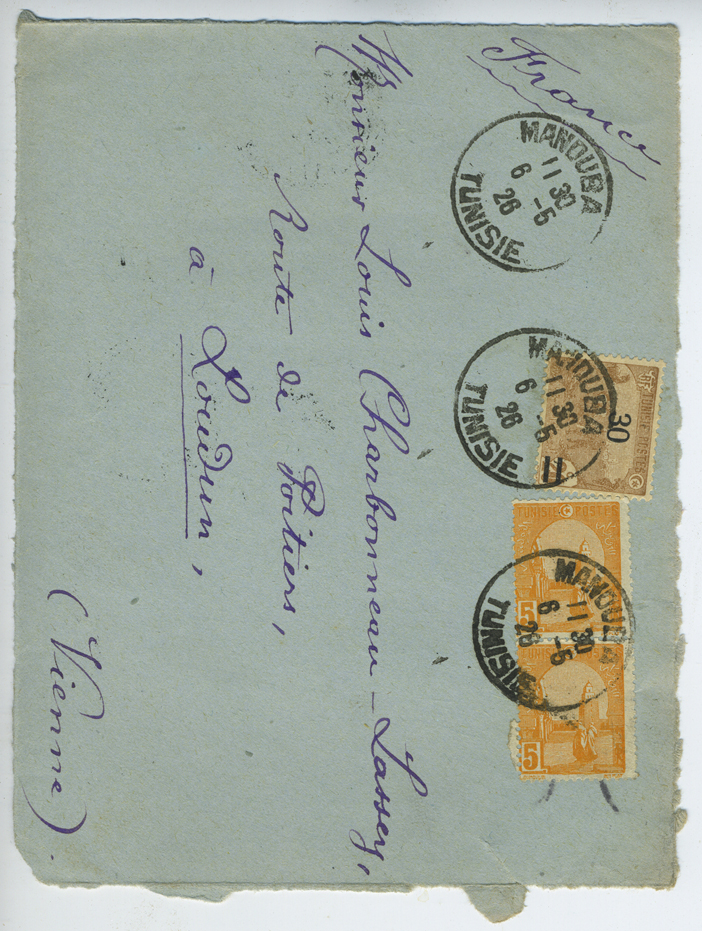 France
MANOUBA
11 30
6 -5
26
TUNISIE
MANOUBA
11 30
6 -5
26
TUNISIE
30
TUNISIE POSTES
MANOUBA
11 30
6 -5
26
TUNISIE
TUNISIE POSTES
5
5
Monsieur Louis Charbonneau-Lassay,
Route de Poitiers,
à Loudun,
(Vienne).